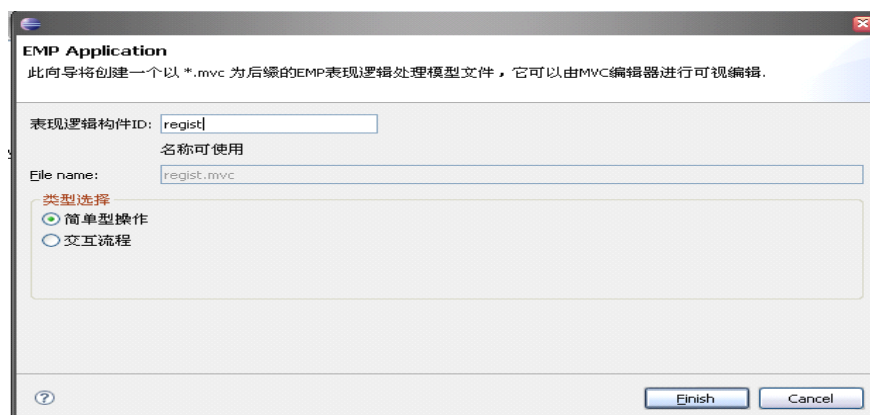 EMP Application
此向导将创建一个以 *.mvc 为后缀的EMP表现逻辑处理模型文件，它可以由MVC编辑器进行可视编辑.
表现逻辑构件ID: regist
名称可使用
File name: regist.mvc
类型选择
简单型操作
交互流程
? Finish Cancel